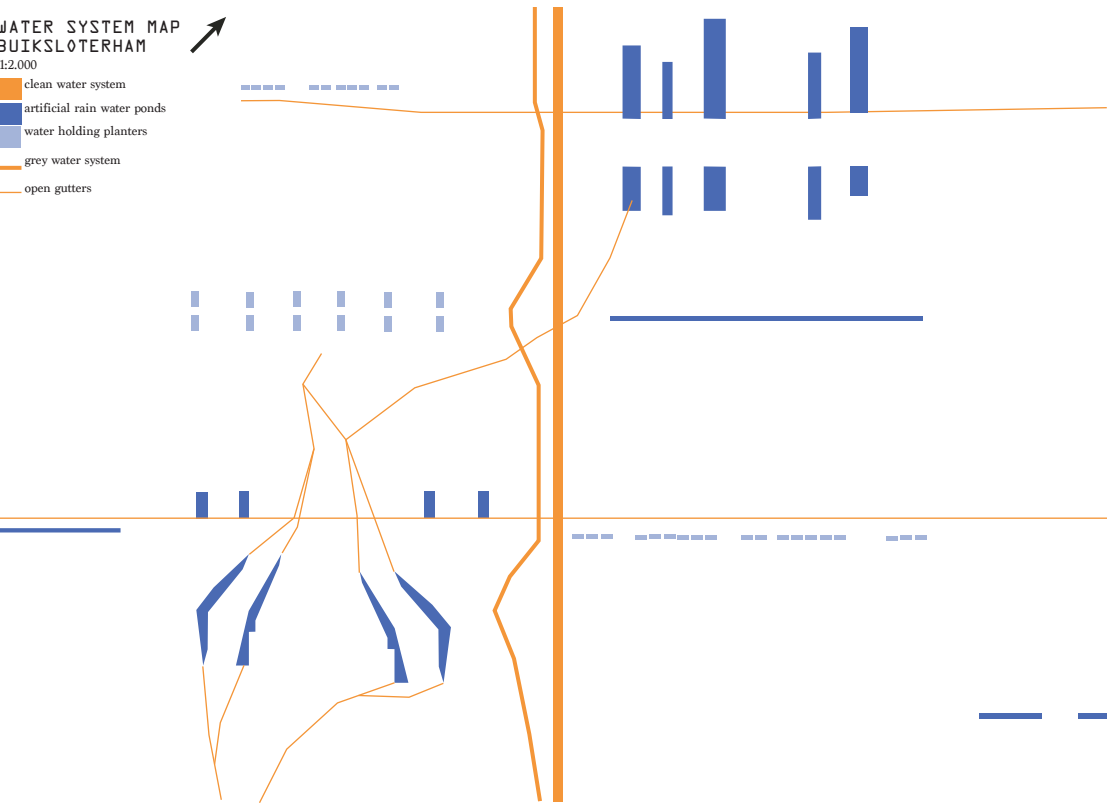 WATER SYSTEM MAP
BUIKSLOTERHAM
1:2.000
clean water system
artificial rain water ponds
water holding planters
grey water system
open gutters